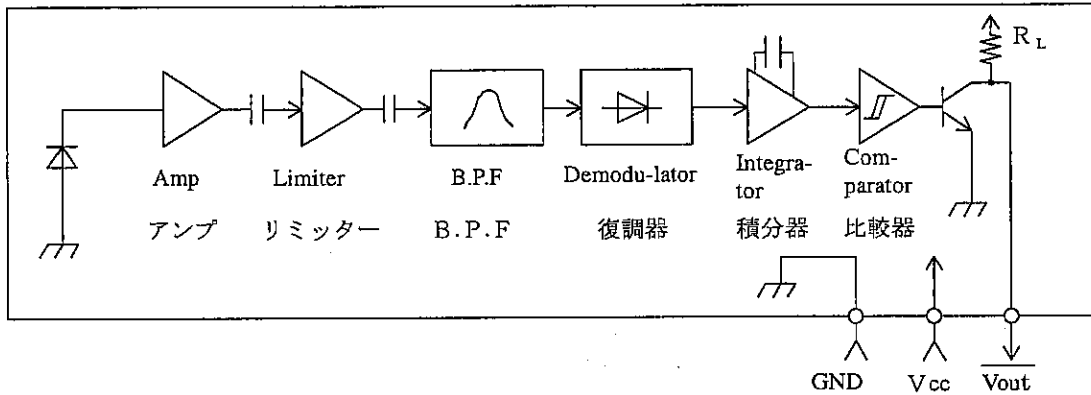 R L
Amp
Limiter
B.P.F
Demodu-lator
Integra-
tor
Com-
parator
アンプ
リミッター
B.P.F
復調器
積分器
比較器
GND
Vcc
Vout